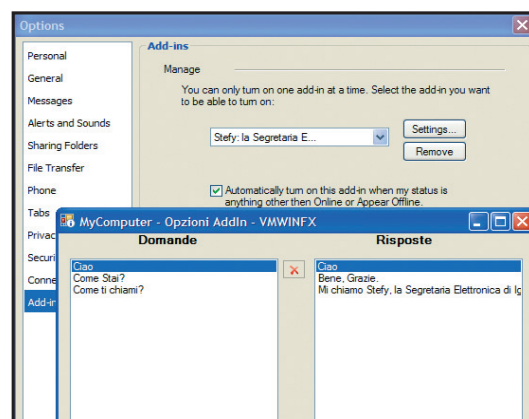 Options
Personal
General
Messages
Alerts and Sounds
Sharing Folders
File Transfer
Phone
Tabs
Add-ins
Manage
You can only turn on one add-in at a time. Select the add-in you want
to be able to turn on:
Stefy: la Segretaria E...
Settings...
Remove
Automatically turn on this add-in when my status is
anything other then Online or Appear Offline.
MyComputer - Opzioni AddIn - VMWINFX
Domande
Risposte
Ciao
Come Stai?
Come ti chiami?
Ciao
Bene, Grazie.
Mi chiamo Stefy, la Segretaria Elettronica di